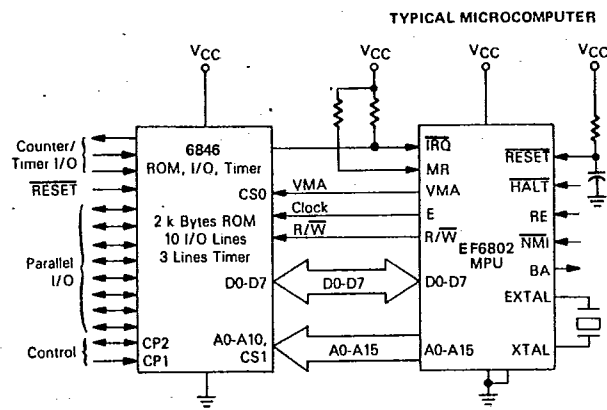 TYPICAL MICROCOMPUTER
VCC
VCC
VCC
VCC
Counter/
Timer I/O
RESET
Parallel
I/O
Control
6846
ROM, I/O, Timer
CS0
2 k Bytes ROM
10 I/O Lines
3 Lines Timer
D0-D7
A0-A10,
CS1
CP2
CP1
VMA
Clock
R/W
D0-D7
A0-A15
IRQ
MR
VMA
E
R/W
EF6802
MPU
D0-D7
A0-A15
RESET
HALT
RE
NMI
BA
EXTAL
XTAL